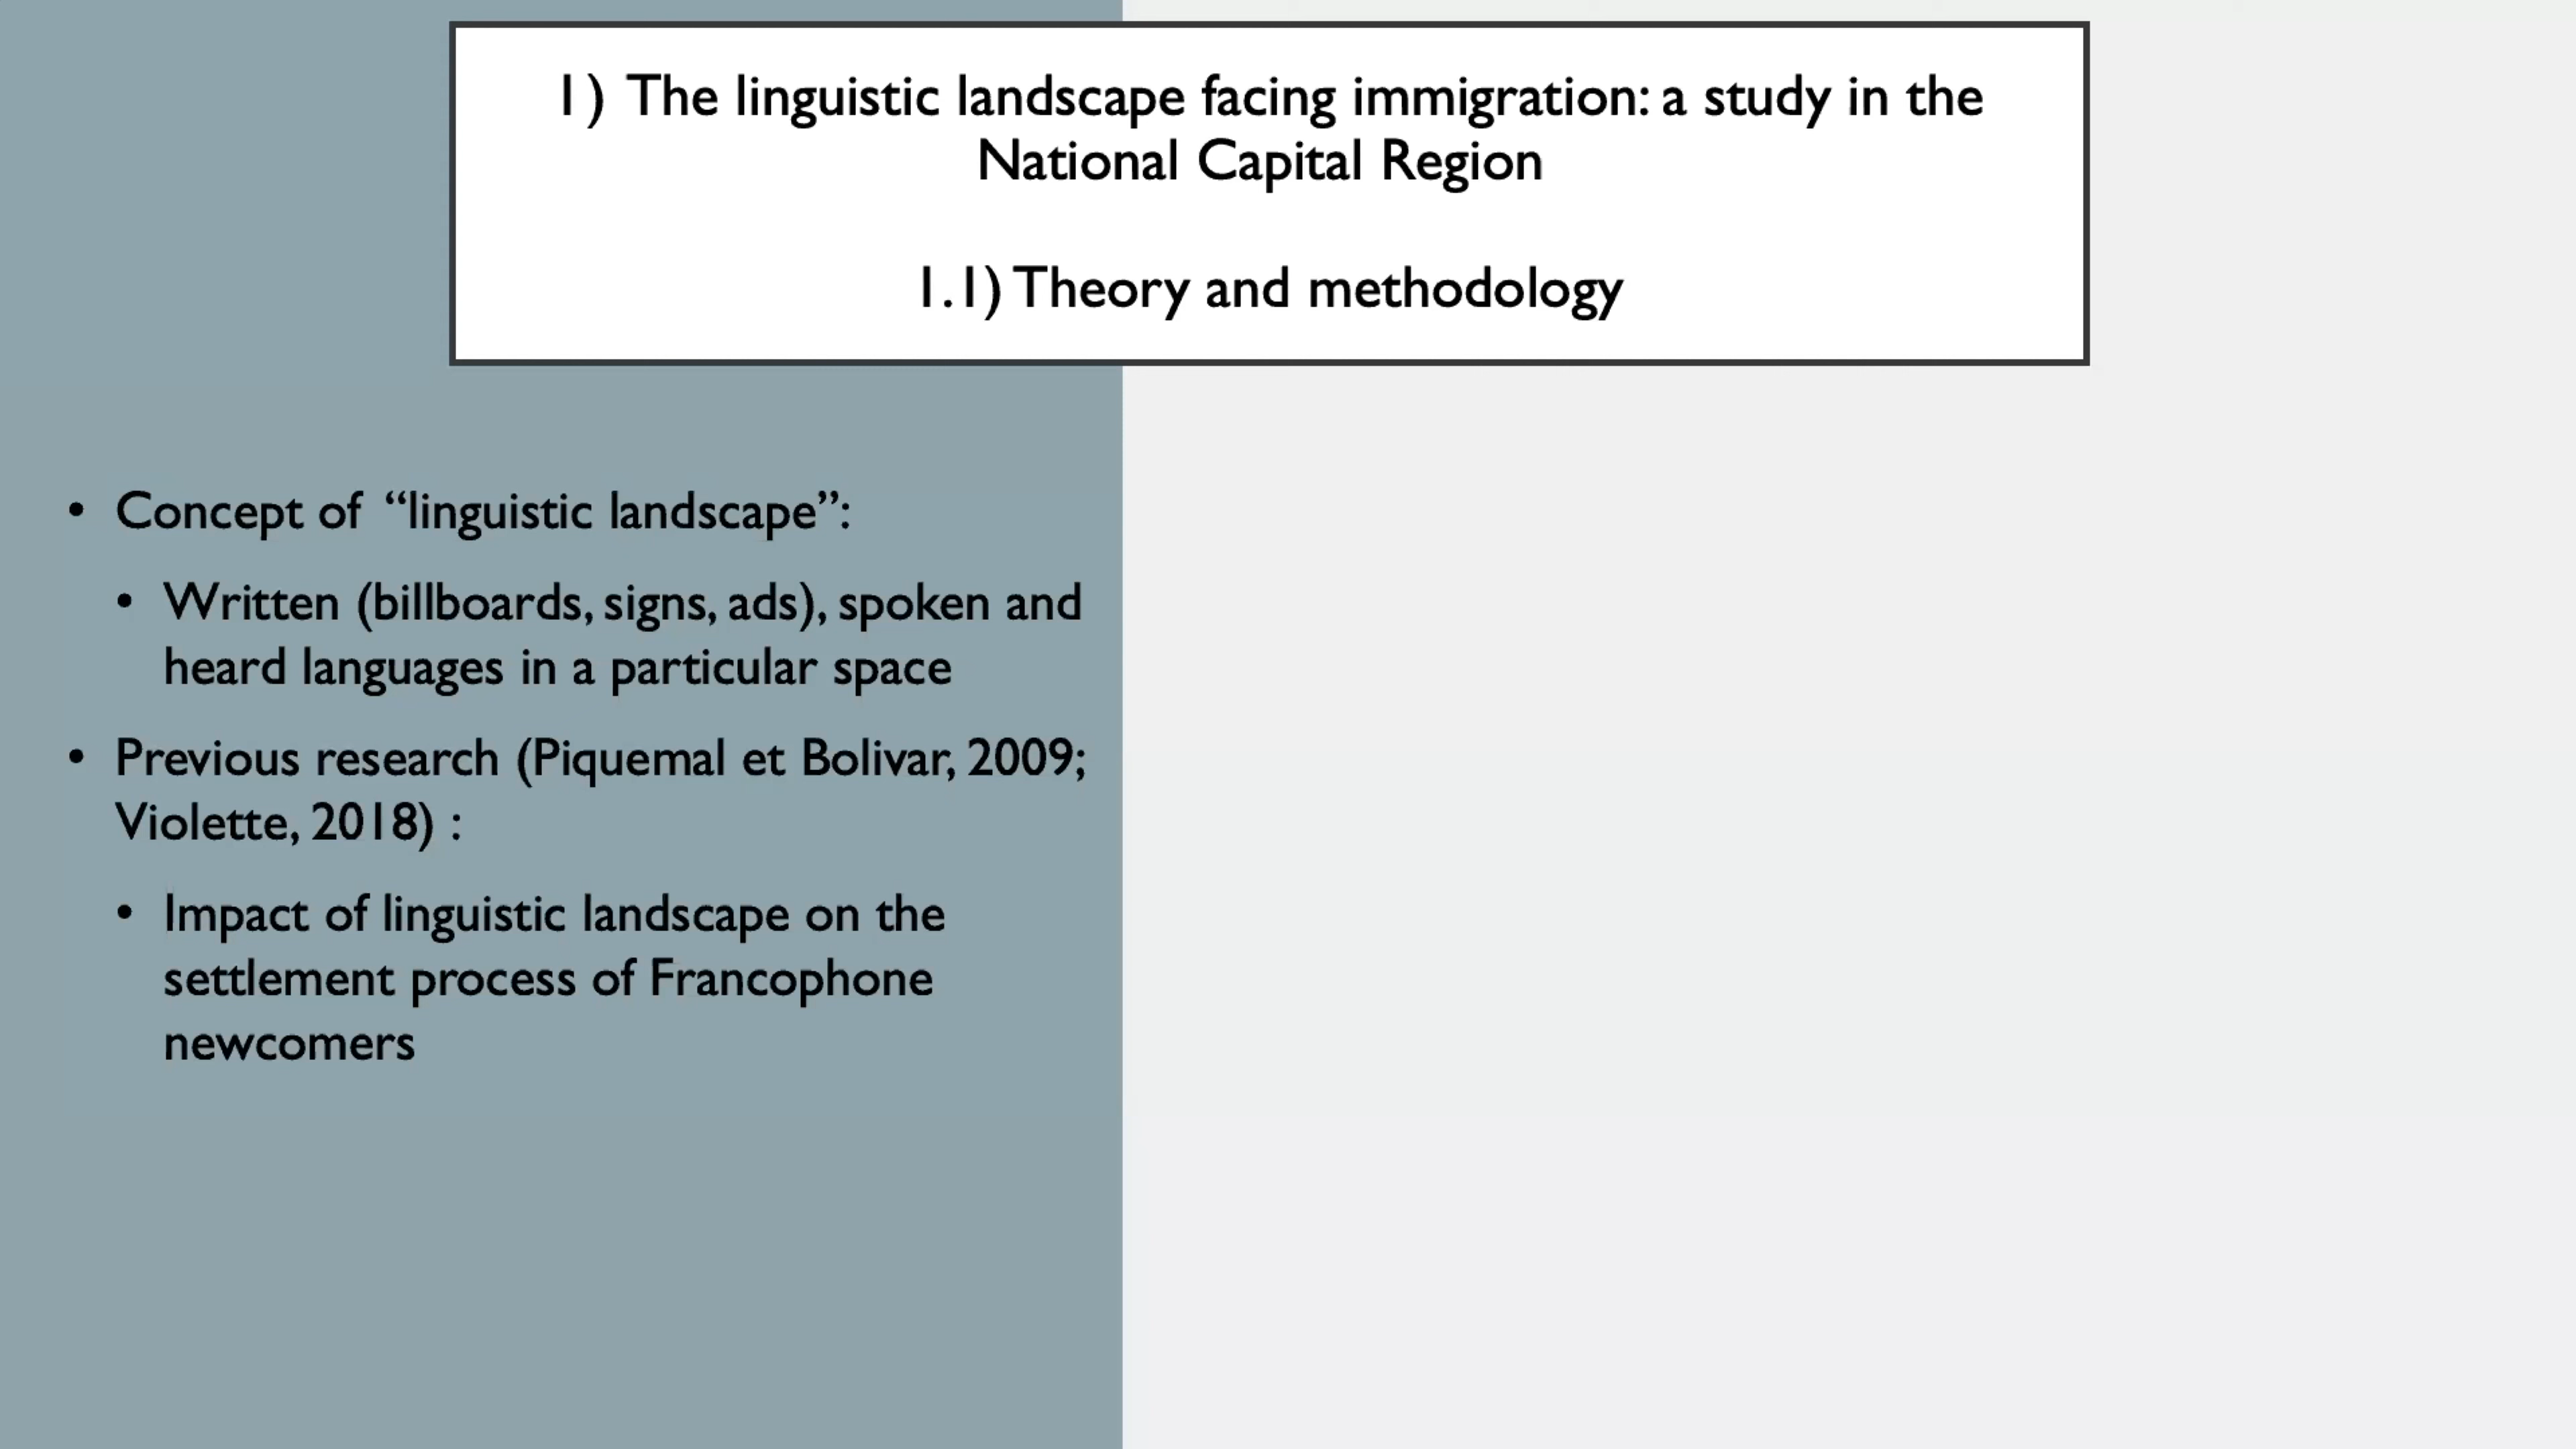 1) The linguistic landscape facing immigration: a study in the
National Capital Region
1.1) Theory and methodology
• Concept of “linguistic landscape”:
• Written (billboards, signs, ads), spoken and
heard languages in a particular space
• Previous research (Piquemal et Bolivar, 2009;
Violette, 2018) :
• Impact of linguistic landscape on the
settlement process of Francophone
newcomers